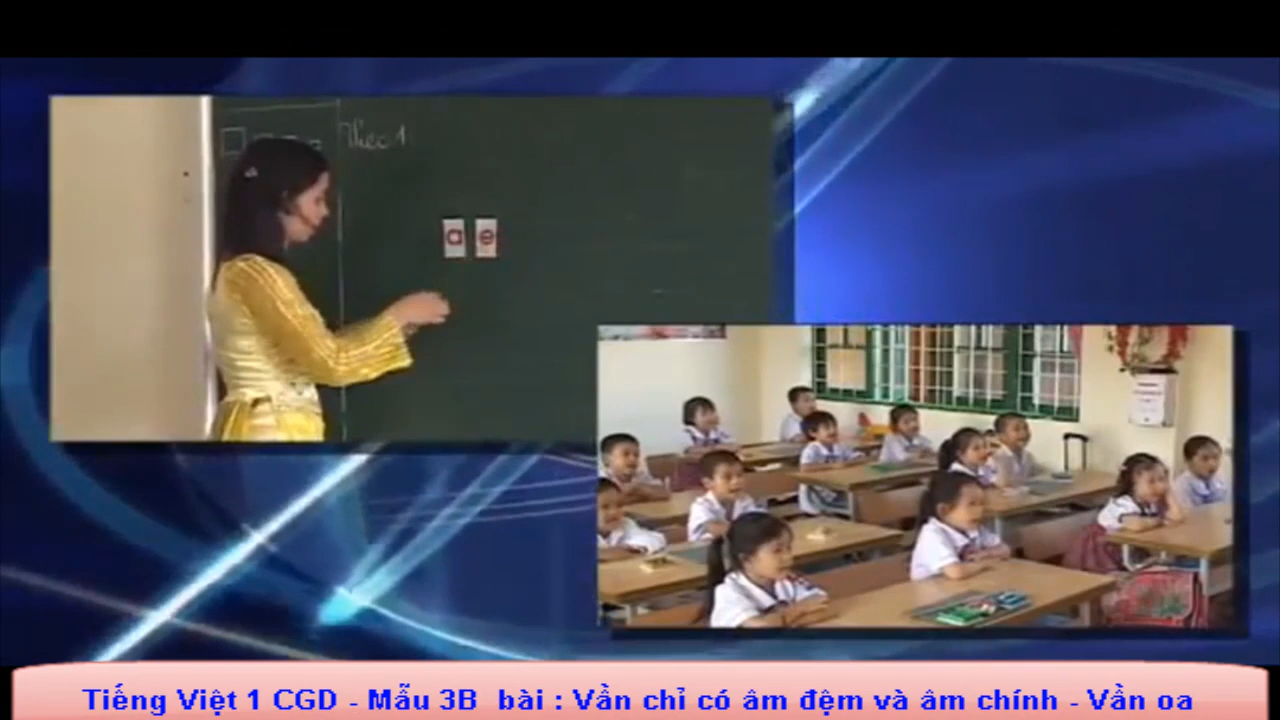 Việc 1
a e
Tiếng Việt 1 CGD - Mẫu 3B bài : Vần chỉ có âm đệm và âm chính - Vần oa